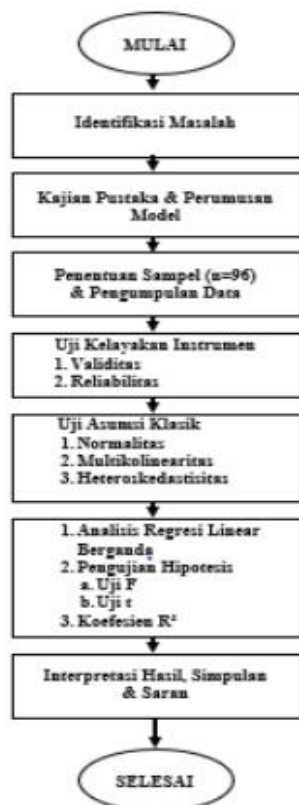 MULAI
Identifikasi Masalah
Kajian Pustaka & Perumusan
Model
Penentuan Sampel (n=96)
& Pengumpulan Data
Uji Kelayakan Instrumen
1. Validitas
2. Reliabilitas
Uji Asumsi Klasik
1. Normalitas
2. Multikolinearitas
3. Heteroskedastisitas
1. Analisis Regresi Linear
Berganda
2. Pengujian Hipotesis
a. Uji F
b. Uji t
3. Koefesien R²
Interpretasi Hasil, Simpulan
& Saran
SELESAI